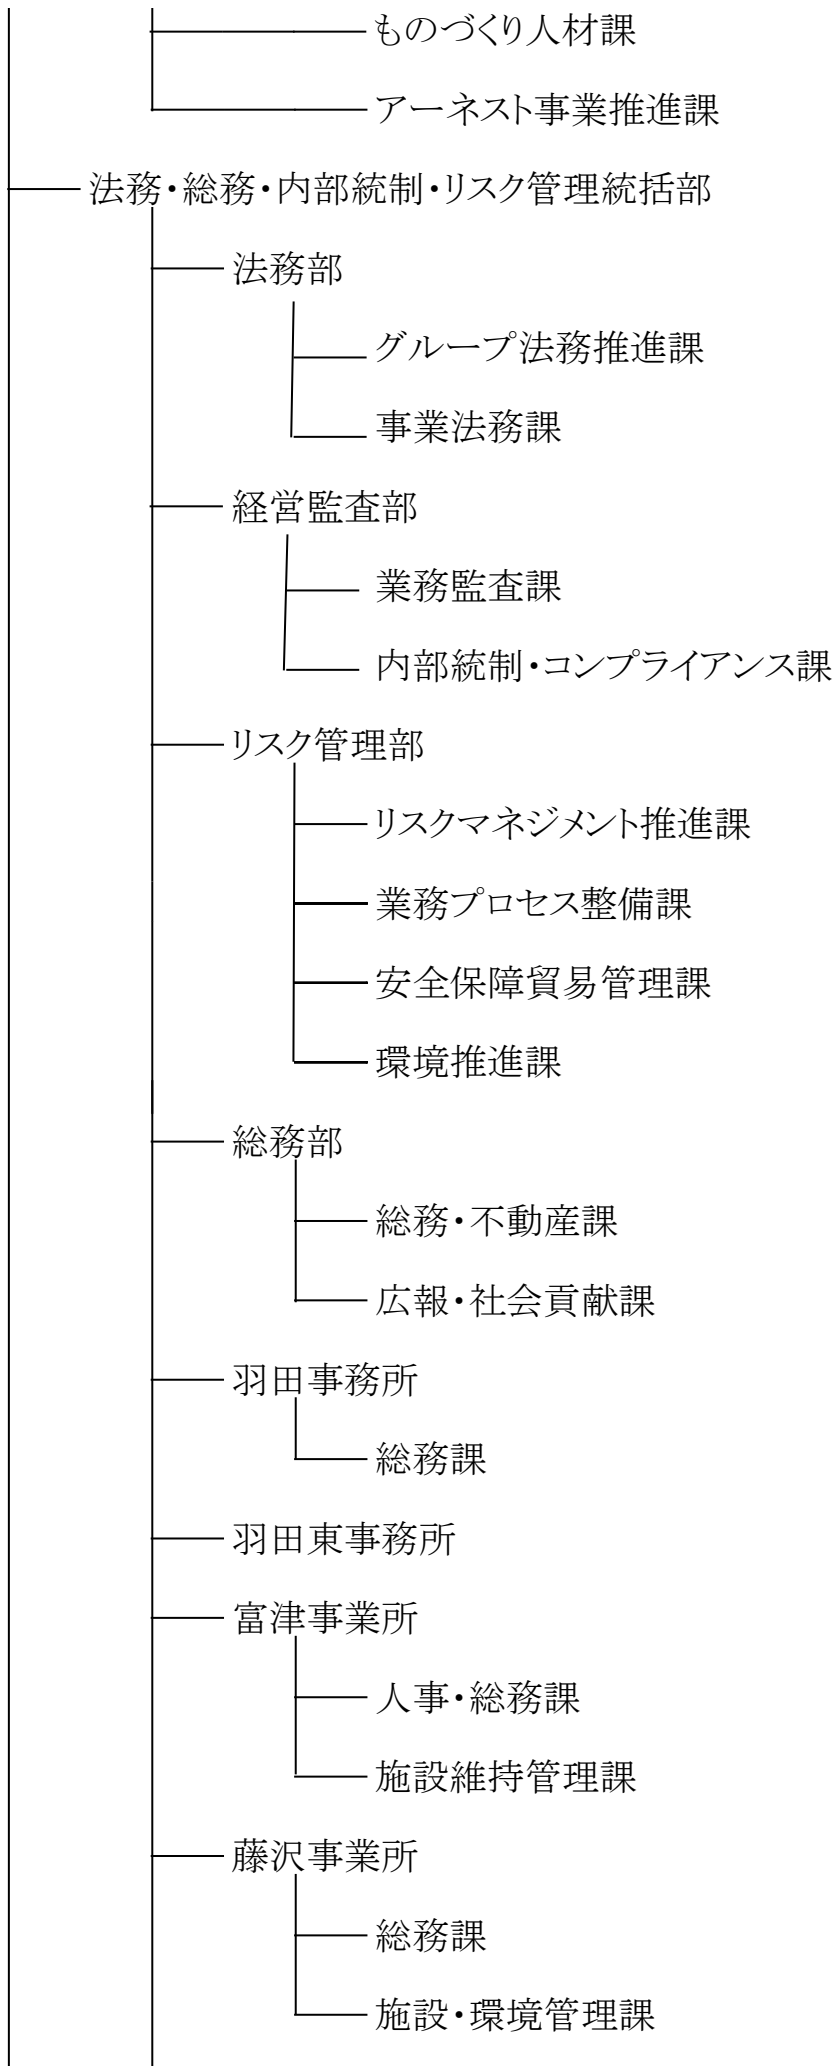 ものづくり人材課
アーネスト事業推進課
法務・総務・内部統制・リスク管理統括部
法務部
グループ法務推進課
事業法務課
経営監査部
業務監査課
内部統制・コンプライアンス課
リスク管理部
リスクマネジメント推進課
業務プロセス整備課
安全保障貿易管理課
環境推進課
総務部
総務・不動産課
広報・社会貢献課
羽田事務所
総務課
羽田東事務所
富津事業所
人事・総務課
施設維持管理課
藤沢事業所
総務課
施設・環境管理課